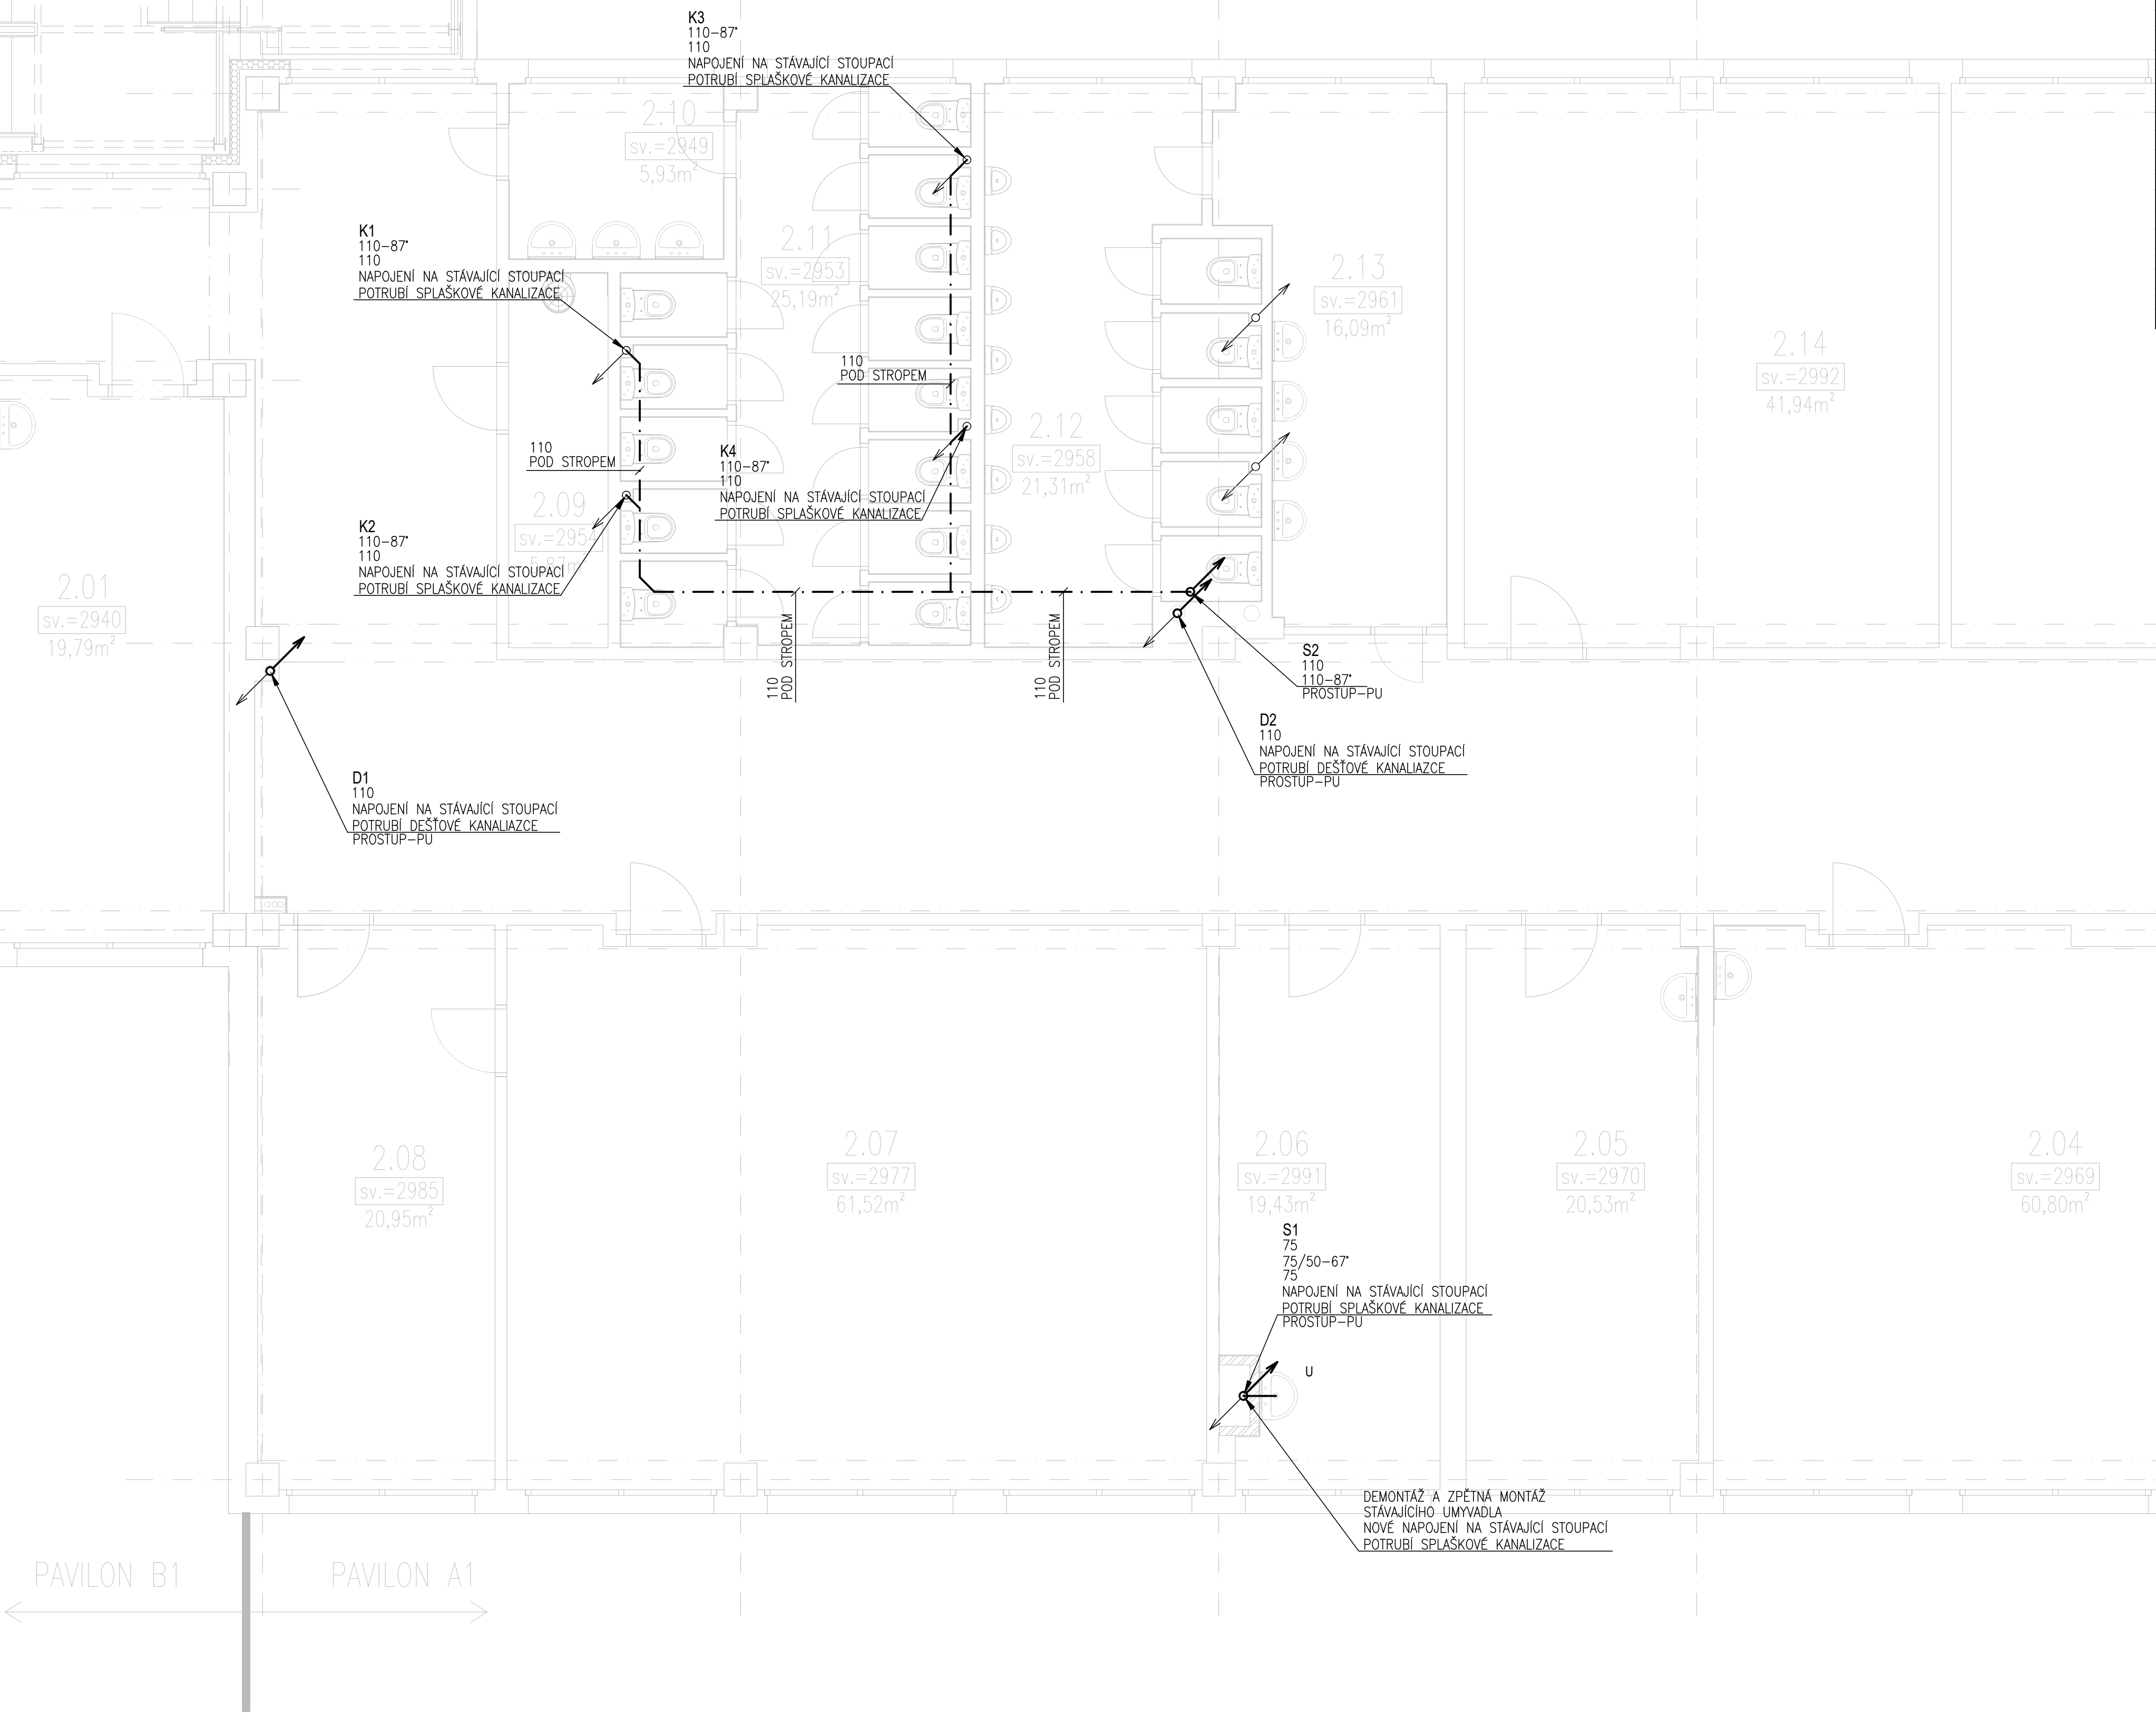 K3
110-87°
110
NAPOJENÍ NA STÁVAJÍCÍ STOUPACÍ
POTRUBÍ SPLAŠKOVÉ KANALIZACE
2.10
sv.=2949
5,93m²
K1
110-87°
110
NAPOJENÍ NA STÁVAJÍCÍ STOUPACÍ
POTRUBÍ SPLAŠKOVÉ KANALIZACE
2.11
sv.=2953
25,19m²
2.13
sv.=2961
16,09m²
2.14
sv.=2992
41,94m²
110
POD STROPEM
2.12
sv.=2958
21,31m²
110
POD STROPEM
K4
110-87°
110
NAPOJENÍ NA STÁVAJÍCÍ STOUPACÍ
POTRUBÍ SPLAŠKOVÉ KANALIZACE
2.09
sv.=2954
5,87m²
K2
110-87°
110
NAPOJENÍ NA STÁVAJÍCÍ STOUPACÍ
POTRUBÍ SPLAŠKOVÉ KANALIZACE
2.01
sv.=2940
19,79m²
110
POD STROPEM
110
POD STROPEM
S2
110
110-87°
PROSTUP-PU
D2
110
NAPOJENÍ NA STÁVAJÍCÍ STOUPACÍ
POTRUBÍ DEŠŤOVÉ KANALIAZCE
PROSTUP-PU
D1
110
NAPOJENÍ NA STÁVAJÍCÍ STOUPACÍ
POTRUBÍ DEŠŤOVÉ KANALIAZCE
PROSTUP-PU
2.08
sv.=2985
20,95m²
2.07
sv.=2977
61,52m²
2.06
sv.=2991
19,43m²
2.05
sv.=2970
20,53m²
2.04
sv.=2969
60,80m²
S1
75
75/50-67°
75
NAPOJENÍ NA STÁVAJÍCÍ STOUPACÍ
POTRUBÍ SPLAŠKOVÉ KANALIZACE
PROSTUP-PU
U
DEMONTÁŽ A ZPĚTNÁ MONTÁŽ
STÁVAJÍCÍHO UMYVADLA
NOVÉ NAPOJENÍ NA STÁVAJÍCÍ STOUPACÍ
POTRUBÍ SPLAŠKOVÉ KANALIZACE
PAVILON B1
PAVILON A1